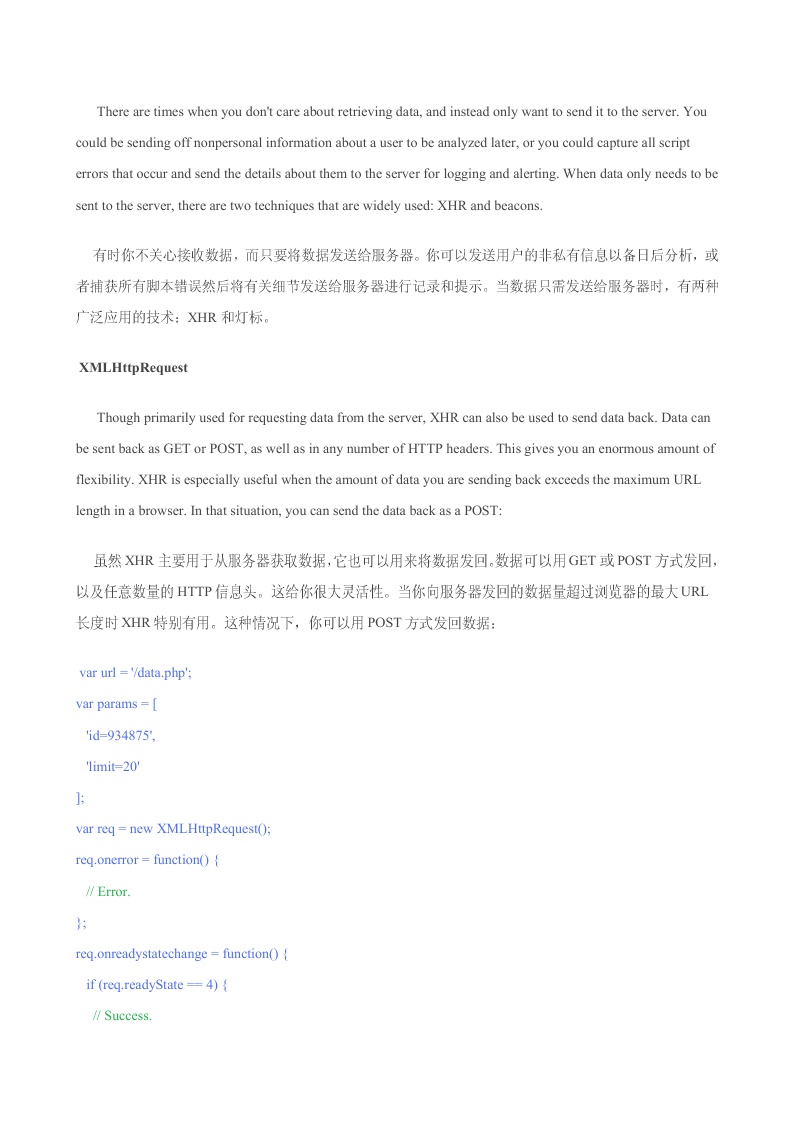 There are times when you don't care about retrieving data, and instead only want to send it to the server. You
could be sending off nonpersonal information about a user to be analyzed later, or you could capture all script
errors that occur and send the details about them to the server for logging and alerting. When data only needs to be
sent to the server, there are two techniques that are widely used: XHR and beacons.
有时你不关心接收数据，而只要将数据发送给服务器。你可以发送用户的非私有信息以备日后分析，或
者捕获所有脚本错误然后将有关细节发送给服务器进行记录和提示。当数据只需发送给服务器时，有两种
广泛应用的技术：XHR 和灯标。
XMLHttpRequest
Though primarily used for requesting data from the server, XHR can also be used to send data back. Data can
be sent back as GET or POST, as well as in any number of HTTP headers. This gives you an enormous amount of
flexibility. XHR is especially useful when the amount of data you are sending back exceeds the maximum URL
length in a browser. In that situation, you can send the data back as a POST:
虽然 XHR 主要用于从服务器获取数据，它也可以用来将数据发回。数据可以用 GET 或 POST 方式发回，
以及任意数量的 HTTP 信息头。这给你很大灵活性。当你向服务器发回的数据量超过浏览器的最大 URL
长度时 XHR 特别有用。这种情况下，你可以用 POST 方式发回数据：
var url = '/data.php';
var params = [
'id=934875',
'limit=20'
];
var req = new XMLHttpRequest();
req.onerror = function() {
// Error.
};
req.onreadystatechange = function() {
if (req.readyState == 4) {
// Success.